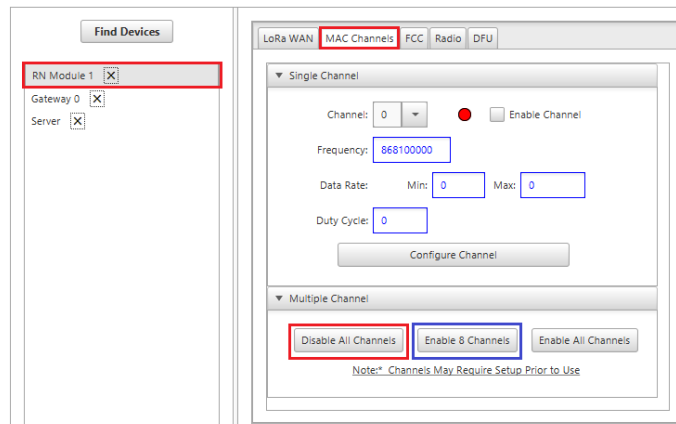 Find Devices
RN Module 1 X
Gateway 0 X
Server X
LoRa WAN MAC Channels FCC Radio DFU
Single Channel
Channel: 0 Enable Channel
Frequency: 868100000
Data Rate: Min: 0 Max: 0
Duty Cycle: 0
Configure Channel
Multiple Channel
Disable All Channels Enable 8 Channels Enable All Channels
Note:* Channels May Require Setup Prior to Use